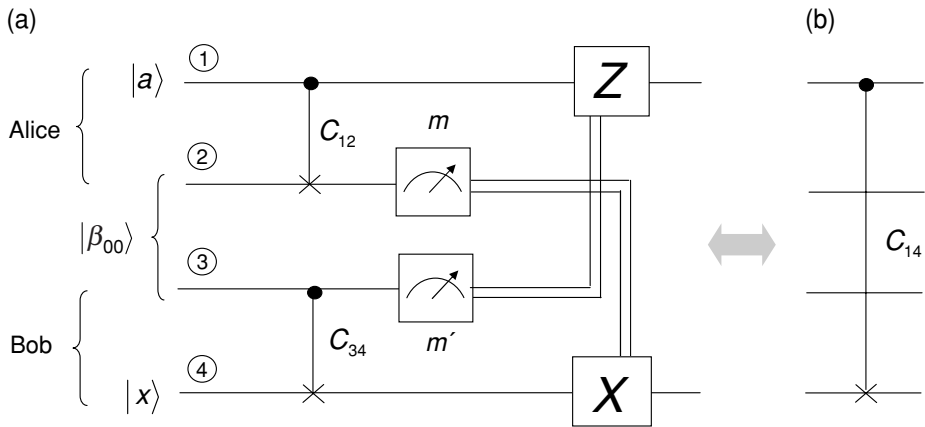 (a)
(b)
①
|a⟩
Z
Alice
C₁₂
m
②
|β₀₀⟩
③
C₁₄
Bob
C₃₄
m′
④
|x⟩
X